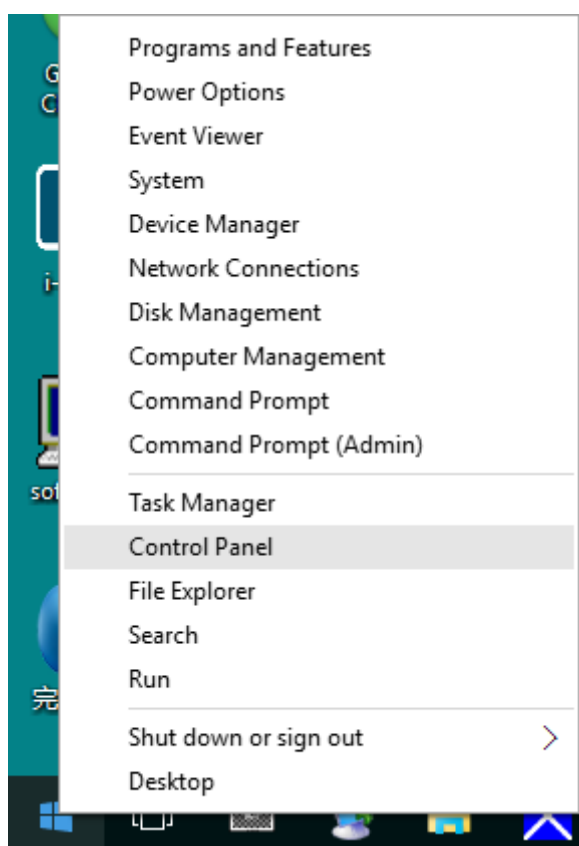 G
C
Programs and Features
Power Options
Event Viewer
System
Device Manager
i-
Network Connections
Disk Management
Computer Management
Command Prompt
Command Prompt (Admin)
Task Manager
Control Panel
File Explorer
Search
Run
完
Shut down or sign out
Desktop